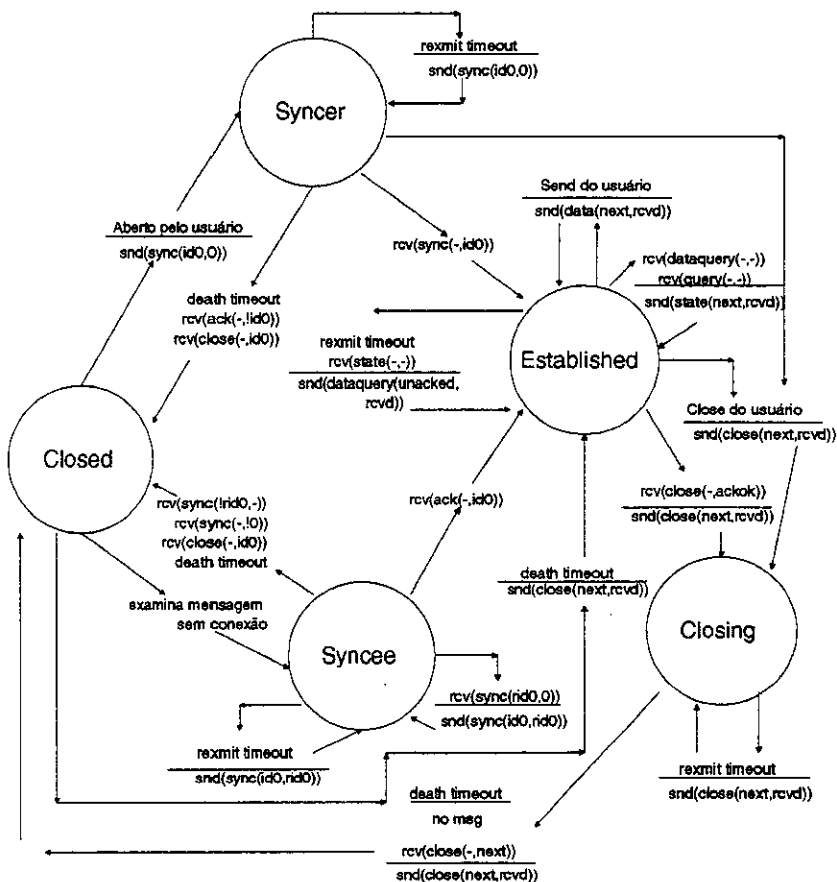 rexmit timeout
snd(sync(id0,0))
Syncer
Send do usuário
snd(data(next,rcvd))
Aberto pelo usuário
snd(sync(id0,0))
rcv(sync(-,id0))
rcv(dataquery(-,-))
rcv(query(-,-))
snd(state(next,rcvd))
death timeout
rcv(ack(-,!id0))
rcv(close(-,id0))
rexmit timeout
rcv(state(-,-))
snd(dataquery(unacked,
rcvd))
Established
Close do usuário
snd(close(next,rcvd))
Closed
rcv(sync(!rid0,-))
rcv(sync(-,!0))
rcv(close(-,id0))
death timeout
rcv(ack(-,id0))
rcv(close(-,ackok))
snd(close(next,rcvd))
death timeout
snd(close(next,rcvd))
examina mensagem
sem conexão
Syncee
Closing
rcv(sync(rid0,0))
snd(sync(id0,rid0))
rexmit timeout
snd(sync(id0,rid0))
rexmit timeout
snd(close(next,rcvd))
death timeout
no msg
rcv(close(-,next))
snd(close(next,rcvd))